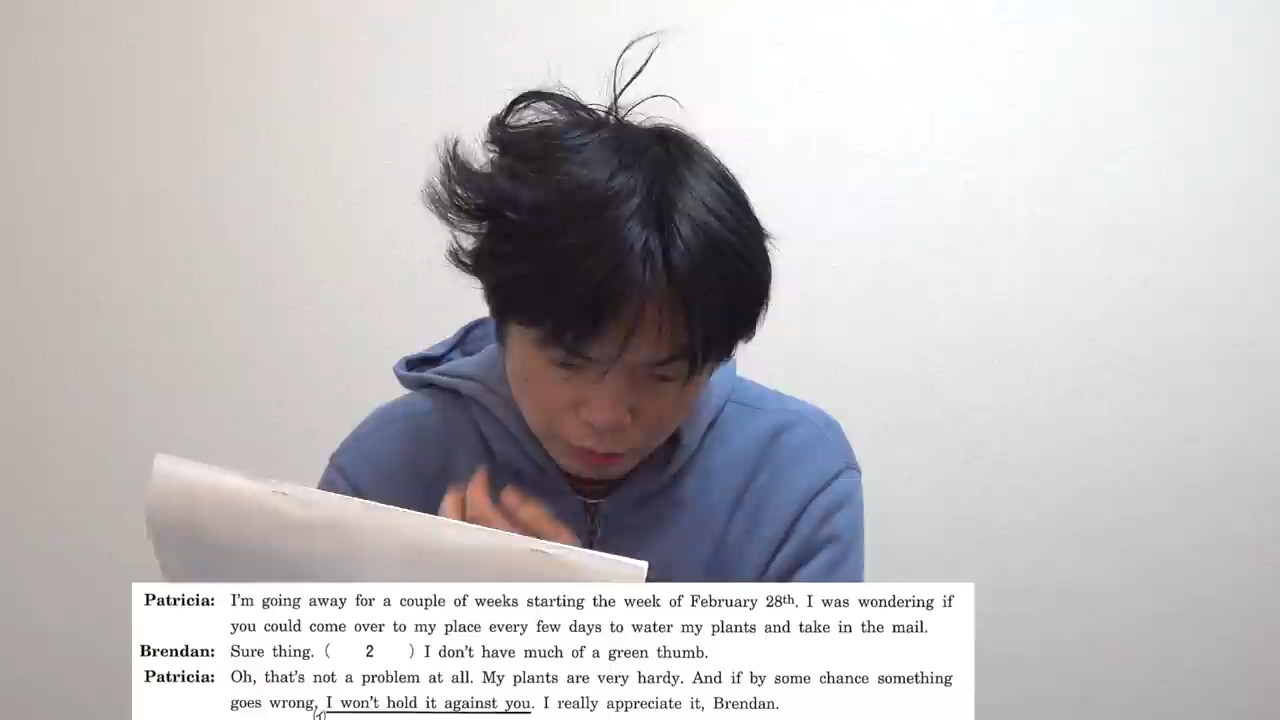 Patricia: I'm going away for a couple of weeks starting the week of February 28th. I was wondering if
you could come over to my place every few days to water my plants and take in the mail.
Brendan: Sure thing. ( 2 ) I don't have much of a green thumb.
Patricia: Oh, that's not a problem at all. My plants are very hardy. And if by some chance something
goes wrong, I won't hold it against you. I really appreciate it, Brendan.